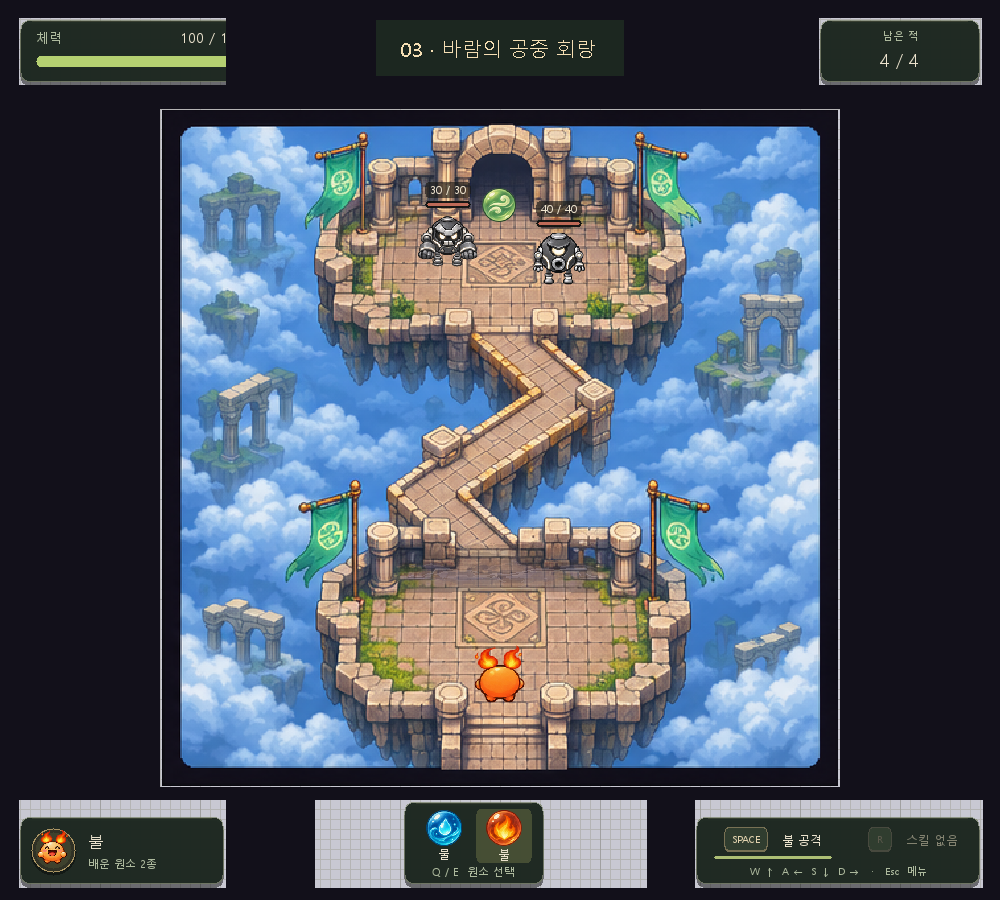 체력 100 / 1
03 · 바람의 공중 회랑
남은 적
4 / 4
30 / 30
40 / 40
불
배운 원소 2종
물 불
Q / E 원소 선택
SPACE 불 공격 R 스킬 없음
W ↑ A ← S ↓ D → · Esc 메뉴